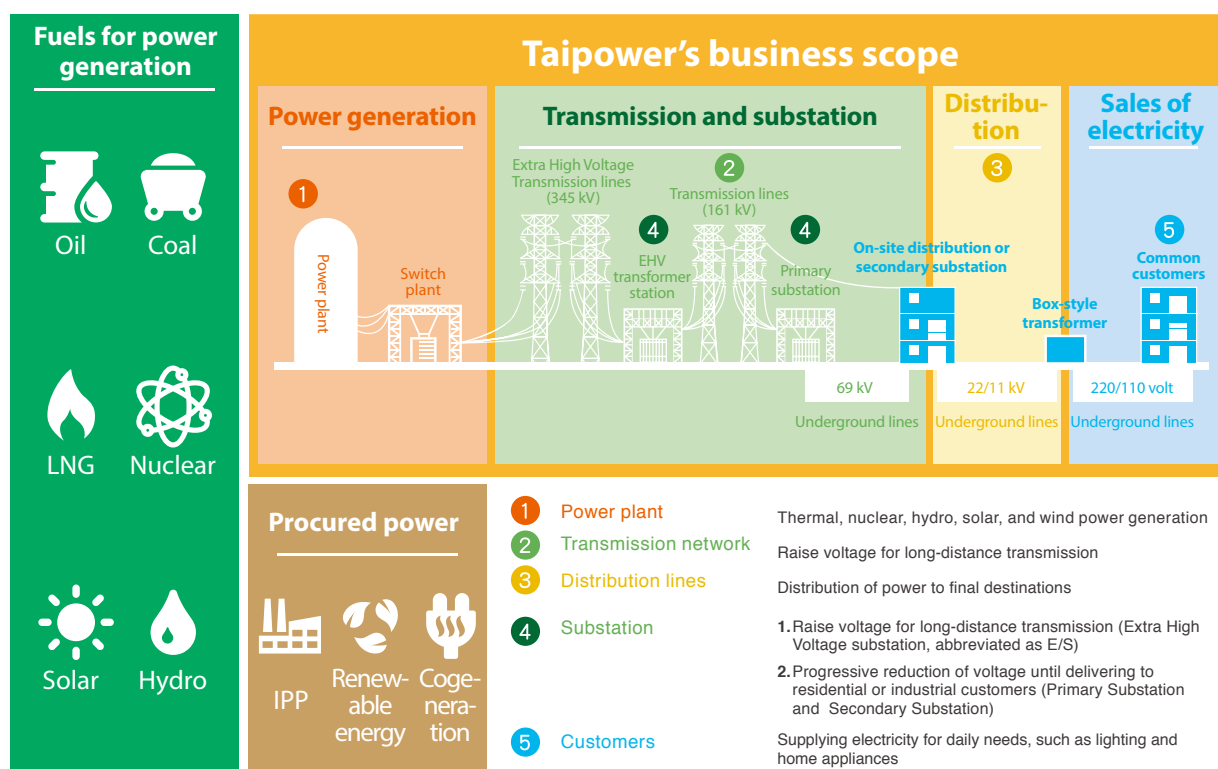 Fuels for power
generation
Oil
Coal
LNG
Nuclear
Solar
Hydro
Taipower’s business scope
Power generation
1
Power plant
Switch
plant
Transmission and substation
Extra High Voltage
Transmission lines
(345 kV)
2
Transmission lines
(161 kV)
4
EHV
transformer
station
4
Primary
substation
69 kV
Underground lines
Distribu-
tion
3
On-site distribution or
secondary substation
22/11 kV
Underground lines
Box-style
transformer
Sales of
electricity
5
Common
customers
220/110 volt
Underground lines
Procured power
IPP
Renew-
able
energy
Coge-
nera-
tion
1 Power plant Thermal, nuclear, hydro, solar, and wind power generation
2 Transmission network Raise voltage for long-distance transmission
3 Distribution lines Distribution of power to final destinations
4 Substation 1. Raise voltage for long-distance transmission (Extra High
Voltage substation, abbreviated as E/S)
2. Progressive reduction of voltage until delivering to
residential or industrial customers (Primary Substation
and Secondary Substation)
5 Customers Supplying electricity for daily needs, such as lighting and
home appliances